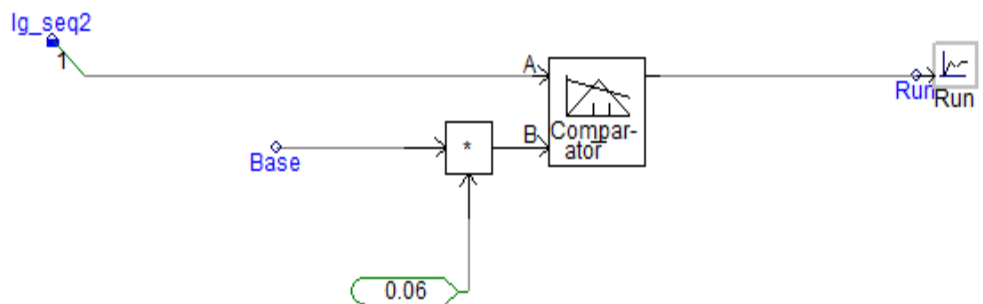 Ig_seq2
1
A
Run
Run
Base
*
B
Compar-
ator
0.06